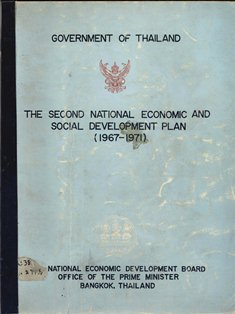 GOVERNMENT OF THAILAND
THE SECOND NATIONAL ECONOMIC AND
SOCIAL DEVELOPMENT PLAN
(1967-1971)
NATIONAL ECONOMIC DEVELOPMENT BOARD
OFFICE OF THE PRIME MINISTER
BANGKOK, THAILAND